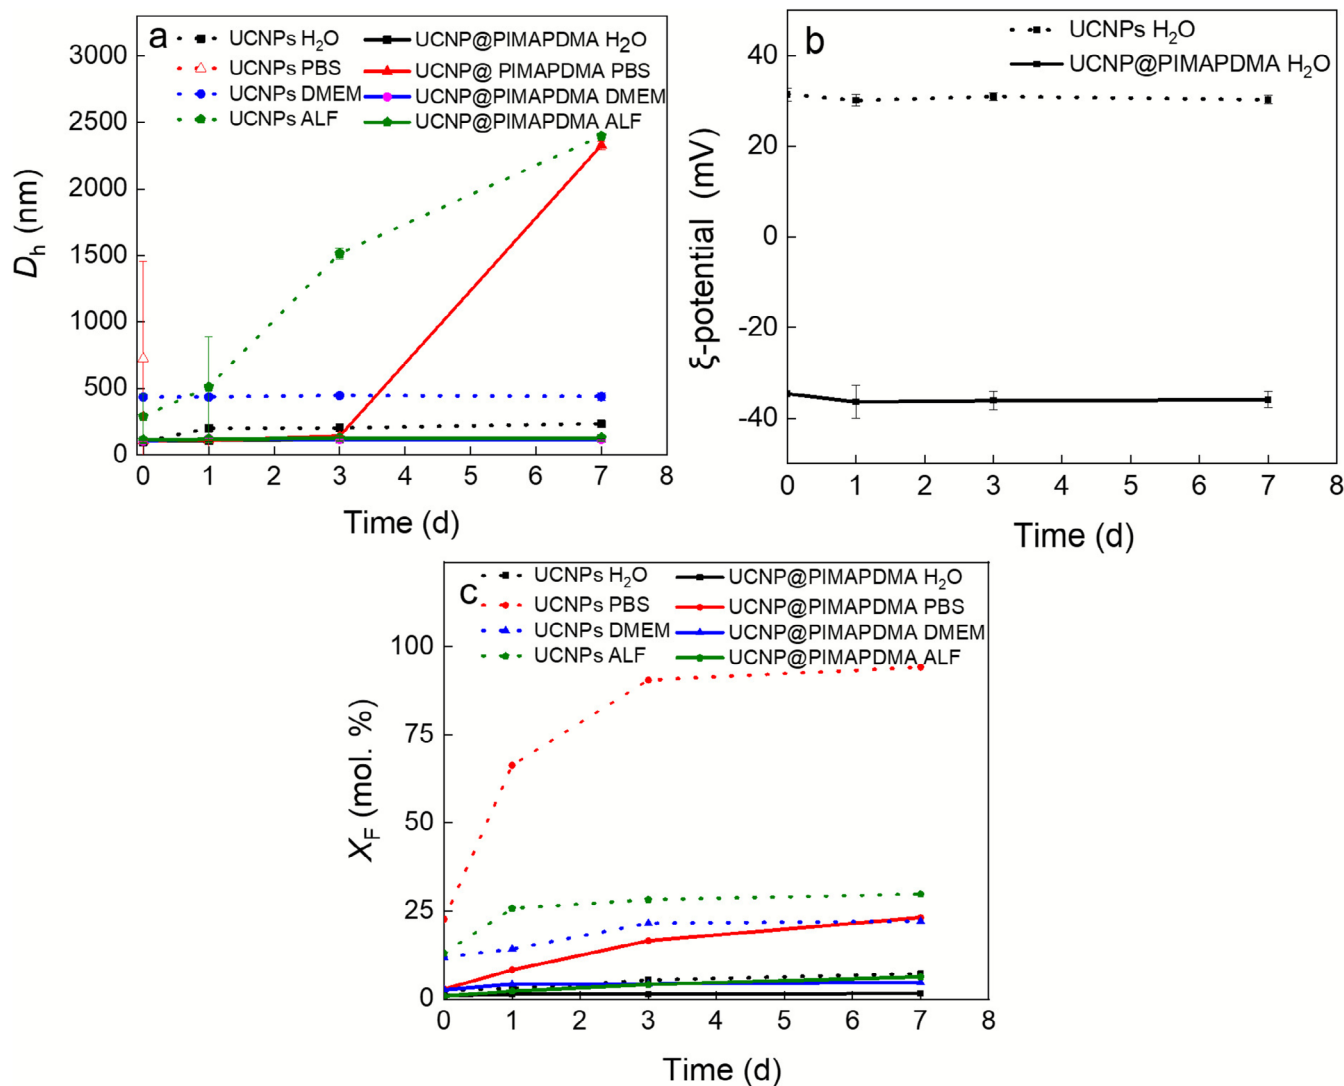 a
UCNPs H₂O
UCNPs PBS
UCNPs DMEM
UCNPs ALF
UCNP@PIMAPDMA H₂O
UCNP@ PIMAPDMA PBS
UCNP@PIMAPDMA DMEM
UCNP@PIMAPDMA ALF
3000
2500
2000
1500
1000
500
0
Dₕ (nm)
0 1 2 3 4 5 6 7 8
Time (d)
b
UCNPs H₂O
UCNP@PIMAPDMA H₂O
40
20
0
-20
-40
ξ-potential (mV)
0 1 2 3 4 5 6 7 8
Time (d)
c
UCNPs H₂O
UCNPs PBS
UCNPs DMEM
UCNPs ALF
UCNP@PIMAPDMA H₂O
UCNP@PIMAPDMA PBS
UCNP@PIMAPDMA DMEM
UCNP@PIMAPDMA ALF
100
75
50
25
0
X_F (mol. %)
0 1 2 3 4 5 6 7 8
Time (d)